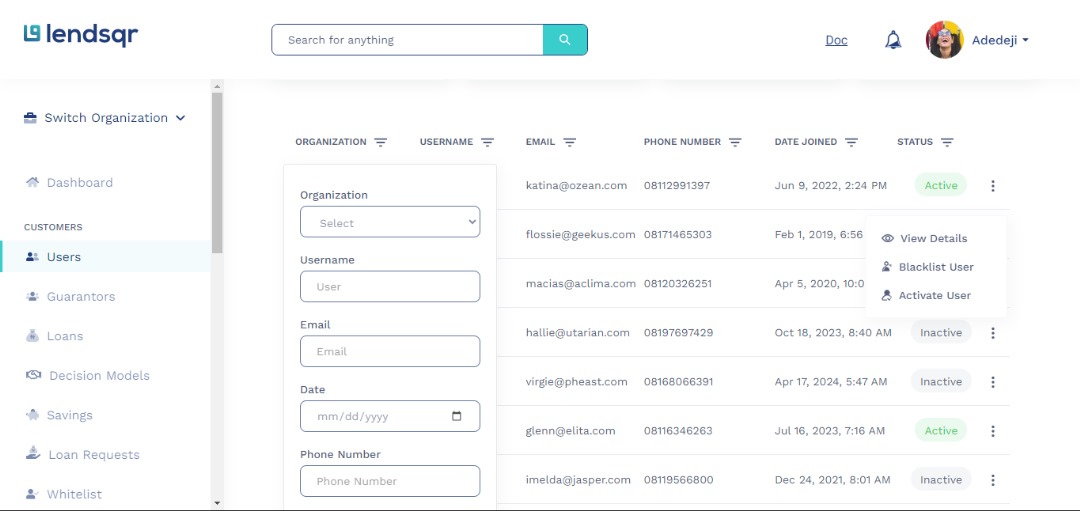 lendsqr
Search for anything
Doc
Adedeji
Switch Organization
Dashboard
CUSTOMERS
Users
Guarantors
Loans
Decision Models
Savings
Loan Requests
Whitelist
ORGANIZATION USERNAME EMAIL PHONE NUMBER DATE JOINED STATUS
Organization
Select
Username
User
Email
Email
Date
mm/dd/yyyy
Phone Number
Phone Number
katina@ozean.com 08112991397 Jun 9, 2022, 2:24 PM Active
flossie@geekus.com 08171465303 Feb 1, 2019, 6:56
macias@aclima.com 08120326251 Apr 5, 2020, 10:0
View Details
Blacklist User
Activate User
hallie@utarian.com 08197697429 Oct 18, 2023, 8:40 AM Inactive
virgie@pheast.com 08168066391 Apr 17, 2024, 5:47 AM Inactive
glenn@elita.com 08116346263 Jul 16, 2023, 7:16 AM Active
imelda@jasper.com 08119566800 Dec 24, 2021, 8:01 AM Inactive